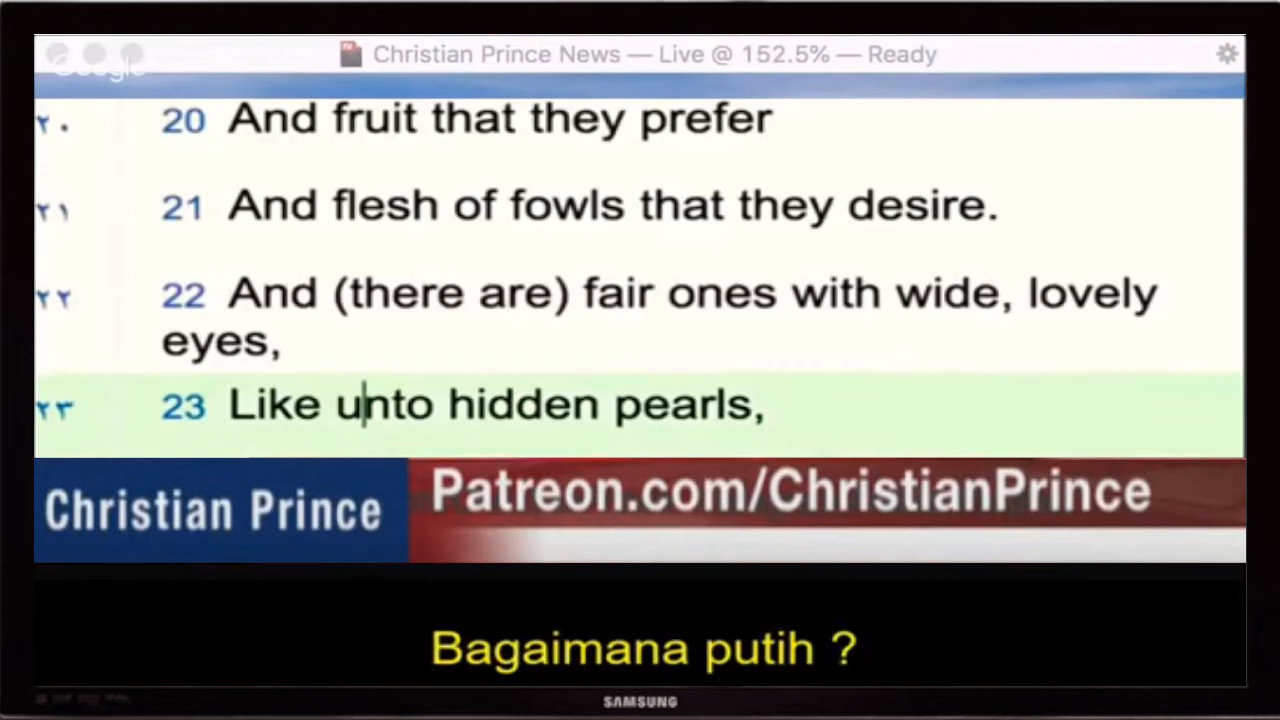 Christian Prince News — Live @ 152.5% — Ready
Google
٢٠ 20 And fruit that they prefer
٢١ 21 And flesh of fowls that they desire.
٢٢ 22 And (there are) fair ones with wide, lovely
eyes,
٢٣ 23 Like unto hidden pearls,
Christian Prince
Patreon.com/ChristianPrince
Bagaimana putih ?
SAMSUNG